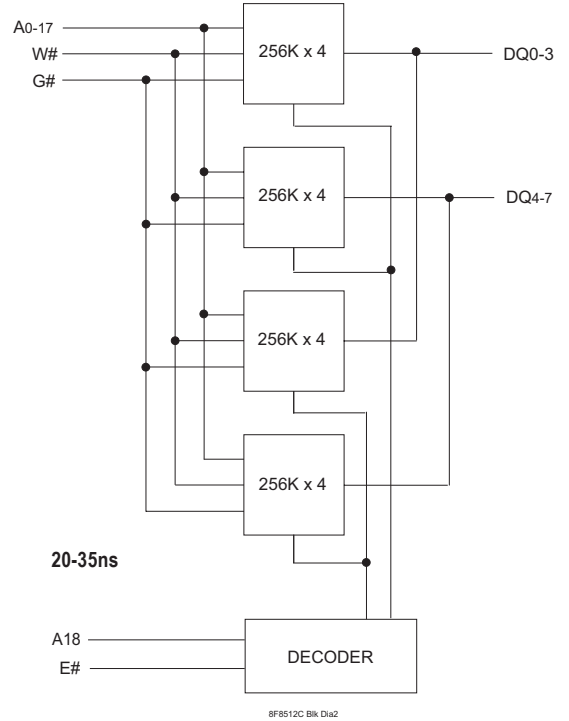 A0-17
W#
G#
256K x 4
DQ0-3
256K x 4
DQ4-7
256K x 4
256K x 4
20-35ns
A18
E#
DECODER
8F8512C Blk Dia2